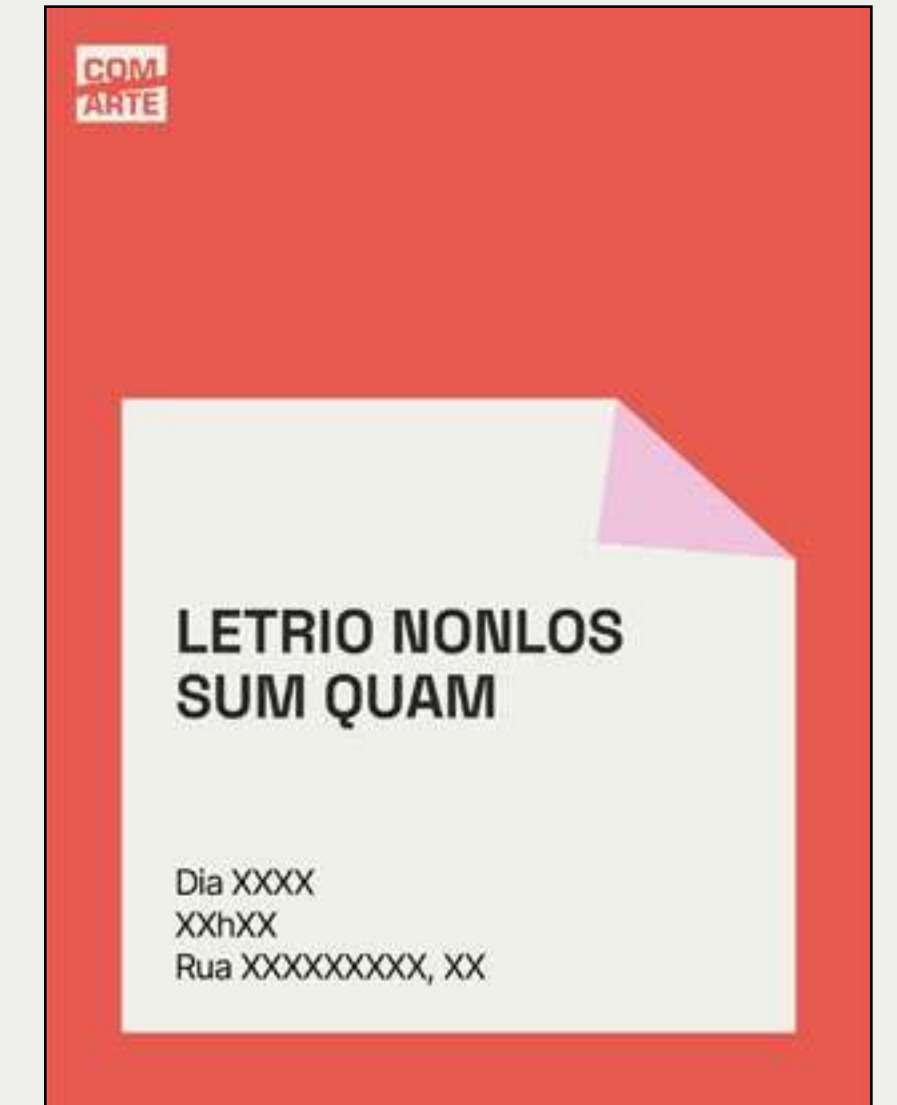 COM
ARTE
LETRIO NONLOS
SUM QUAM
Dia XXXX
XXhXX
Rua XXXXXXXXX, XX